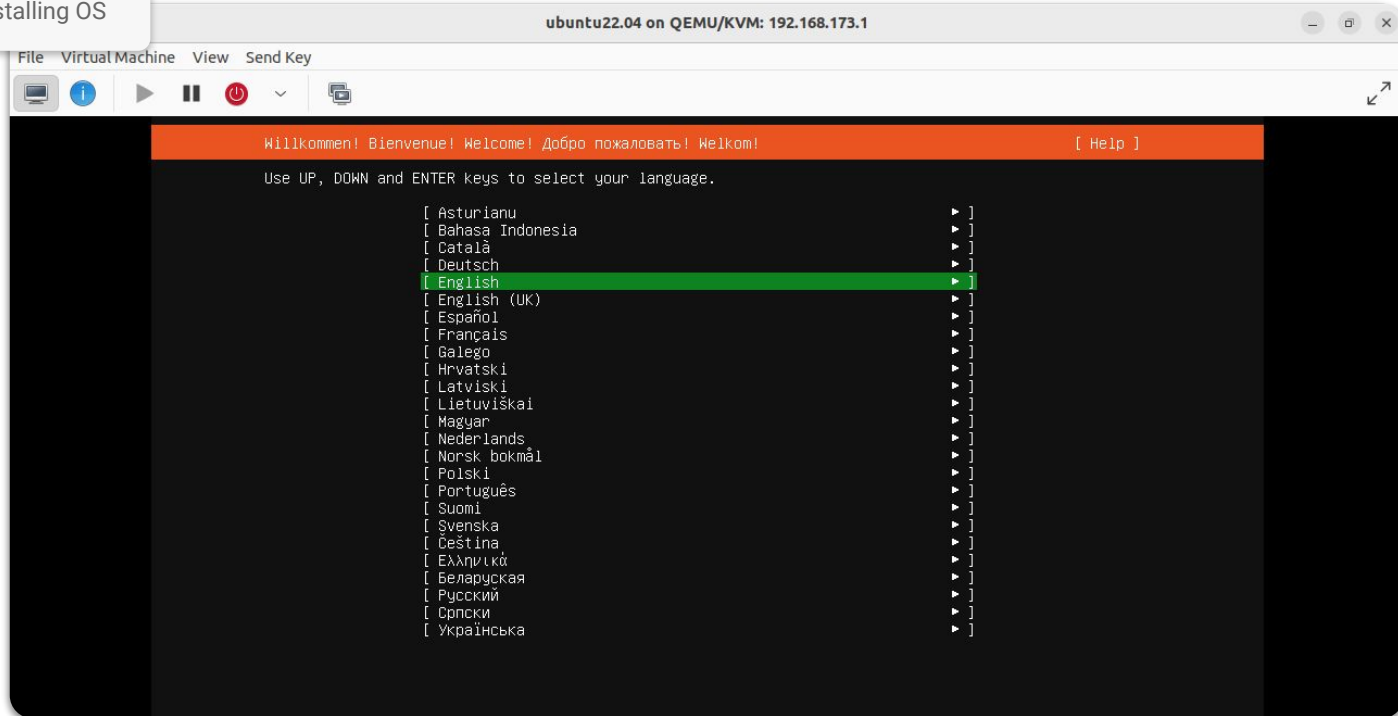 stalling OS
ubuntu22.04 on QEMU/KVM: 192.168.173.1
File Virtual Machine View Send Key
Willkommen! Bienvenue! Welcome! Добро пожаловать! Welkom! [ Help ]
Use UP, DOWN and ENTER keys to select your language.
[ Asturianu ▸ ]
[ Bahasa Indonesia ▸ ]
[ Català ▸ ]
[ Deutsch ▸ ]
[ English ▸ ]
[ English (UK) ▸ ]
[ Español ▸ ]
[ Français ▸ ]
[ Galego ▸ ]
[ Hrvatski ▸ ]
[ Latviski ▸ ]
[ Lietuviškai ▸ ]
[ Magyar ▸ ]
[ Nederlands ▸ ]
[ Norsk bokmål ▸ ]
[ Polski ▸ ]
[ Português ▸ ]
[ Suomi ▸ ]
[ Svenska ▸ ]
[ Čeština ▸ ]
[ Ελληνικά ▸ ]
[ Беларуская ▸ ]
[ Русский ▸ ]
[ Српски ▸ ]
[ Українська ▸ ]